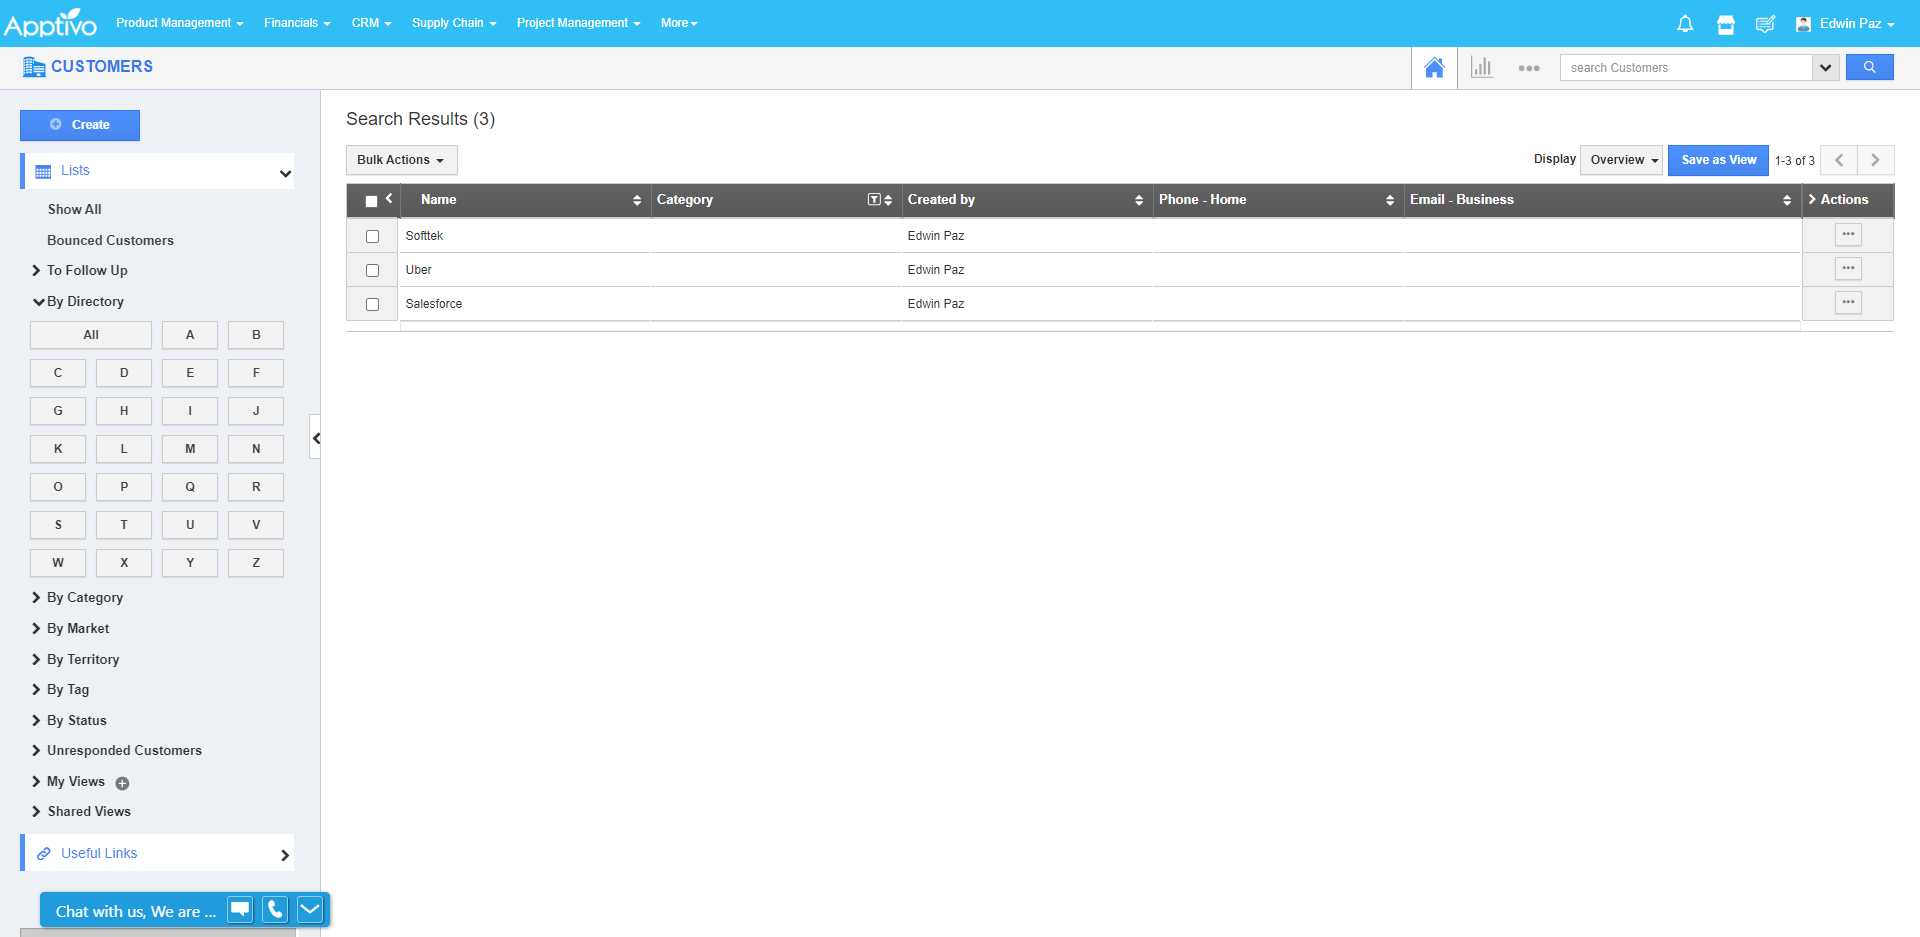 Apptivo
Product Management
Financials
CRM
Supply Chain
Project Management
More
Edwin Paz
CUSTOMERS
search Customers
Create
Lists
Show All
Bounced Customers
To Follow Up
By Directory
All A B
C D E F
G H I J
K L M N
O P Q R
S T U V
W X Y Z
By Category
By Market
By Territory
By Tag
By Status
Unresponded Customers
My Views
Shared Views
Useful Links
Chat with us, We are ...
Search Results (3)
Bulk Actions
Display Overview Save as View 1-3 of 3
Name Category Created by Phone - Home Email - Business Actions
Softtek Edwin Paz
Uber Edwin Paz
Salesforce Edwin Paz